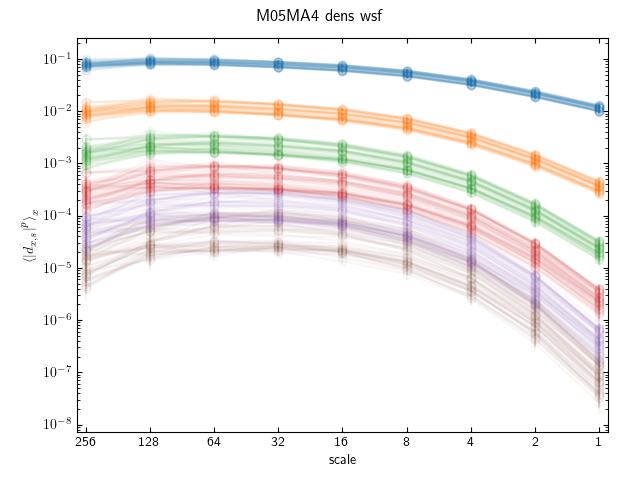 M05MA4 dens wsf
10⁻¹
10⁻²
10⁻³
10⁻⁴
10⁻⁵
10⁻⁶
10⁻⁷
10⁻⁸
⟨|d_{x,s}|^p⟩_x
256 128 64 32 16 8 4 2 1
scale